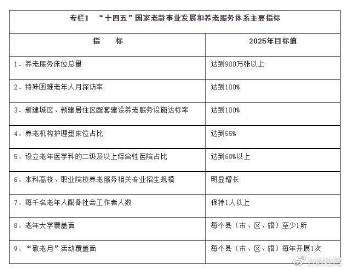 专栏1 “十四五”国家老龄事业发展和养老服务体系主要指标
指 标 2025年目标值
1、养老服务床位总量 达到900万张以上
2、特殊困难老年人月探访率 达到100%
3、新建城区、新建居住区配套建设养老服务设施达标率 达到100%
4、养老机构护理型床位占比 达到55%
5、设立老年医学科的二级及以上综合性医院占比 达到60%以上
6、本科高校、职业院校养老服务相关专业招生规模 明显增长
7、每千名老年人配备社会工作者人数 保持1人以上
8、老年大学覆盖面 每个县（市、区、旗）至少1所
9、“敬老月”活动覆盖面 每个县（市、区、旗）每年开展1次